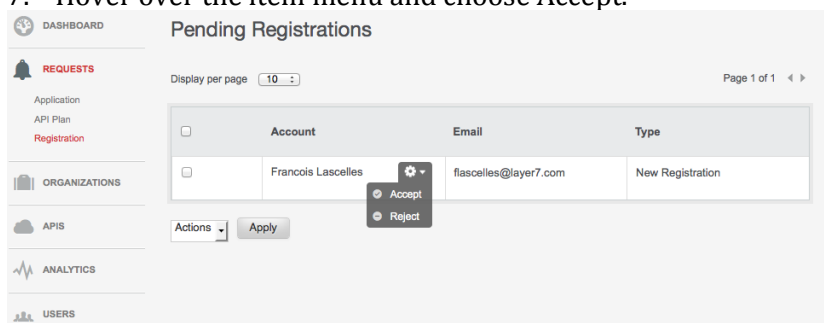 7. Hover over the item menu and choose Accept.
DASHBOARD
Pending Registrations
REQUESTS
Display per page 10
Page 1 of 1
Application
API Plan
Registration
Account Email Type
Francois Lascelles flascelles@layer7.com New Registration
Accept
Reject
ORGANIZATIONS
APIS
Actions Apply
ANALYTICS
USERS